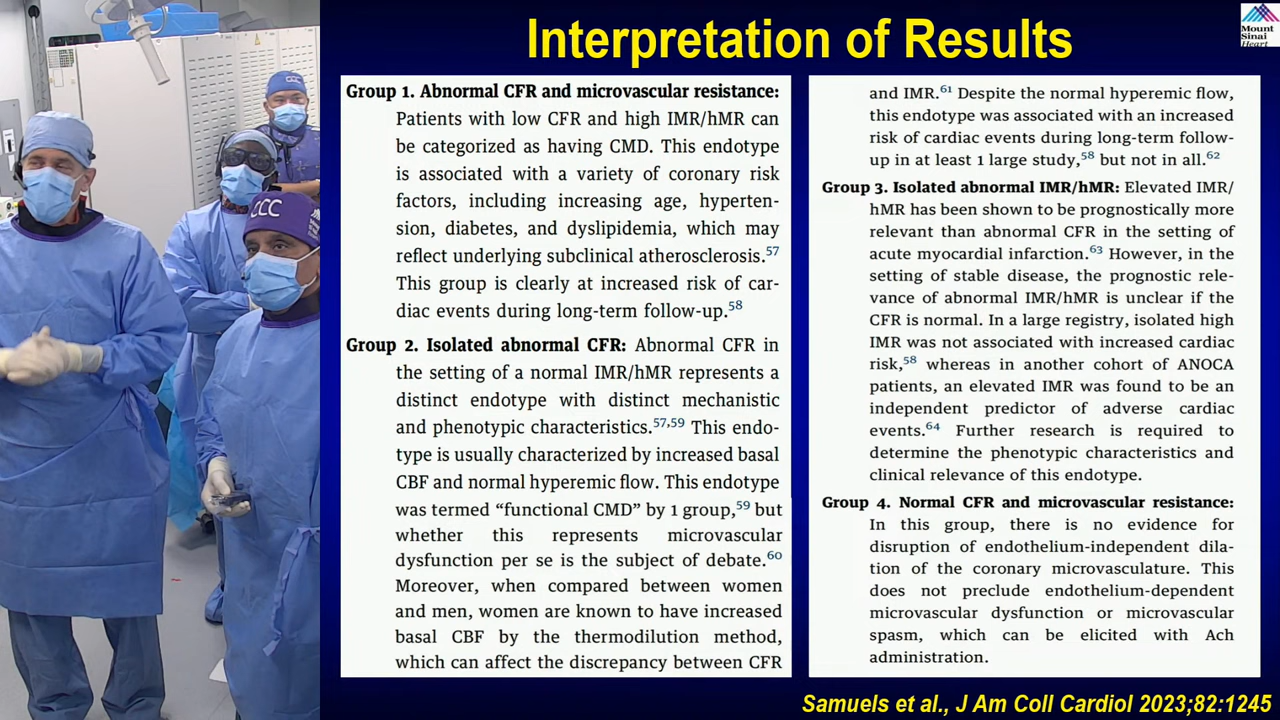 Interpretation of Results
Mount
Sinai
Heart
Group 1. Abnormal CFR and microvascular resistance:
Patients with low CFR and high IMR/hMR can
be categorized as having CMD. This endotype
is associated with a variety of coronary risk
factors, including increasing age, hyperten-
sion, diabetes, and dyslipidemia, which may
reflect underlying subclinical atherosclerosis.57
This group is clearly at increased risk of car-
diac events during long-term follow-up.58
Group 2. Isolated abnormal CFR: Abnormal CFR in
the setting of a normal IMR/hMR represents a
distinct endotype with distinct mechanistic
and phenotypic characteristics.57,59 This endo-
type is usually characterized by increased basal
CBF and normal hyperemic flow. This endotype
was termed “functional CMD” by 1 group,59 but
whether this represents microvascular
dysfunction per se is the subject of debate.60
Moreover, when compared between women
and men, women are known to have increased
basal CBF by the thermodilution method,
which can affect the discrepancy between CFR
and IMR.61 Despite the normal hyperemic flow,
this endotype was associated with an increased
risk of cardiac events during long-term follow-
up in at least 1 large study,58 but not in all.62
Group 3. Isolated abnormal IMR/hMR: Elevated IMR/
hMR has been shown to be prognostically more
relevant than abnormal CFR in the setting of
acute myocardial infarction.63 However, in the
setting of stable disease, the prognostic rele-
vance of abnormal IMR/hMR is unclear if the
CFR is normal. In a large registry, isolated high
IMR was not associated with increased cardiac
risk,58 whereas in another cohort of ANOCA
patients, an elevated IMR was found to be an
independent predictor of adverse cardiac
events.64 Further research is required to
determine the phenotypic characteristics and
clinical relevance of this endotype.
Group 4. Normal CFR and microvascular resistance:
In this group, there is no evidence for
disruption of endothelium-independent dila-
tion of the coronary microvasculature. This
does not preclude endothelium-dependent
microvascular dysfunction or microvascular
spasm, which can be elicited with Ach
administration.
Samuels et al., J Am Coll Cardiol 2023;82:1245
CCC
CCC